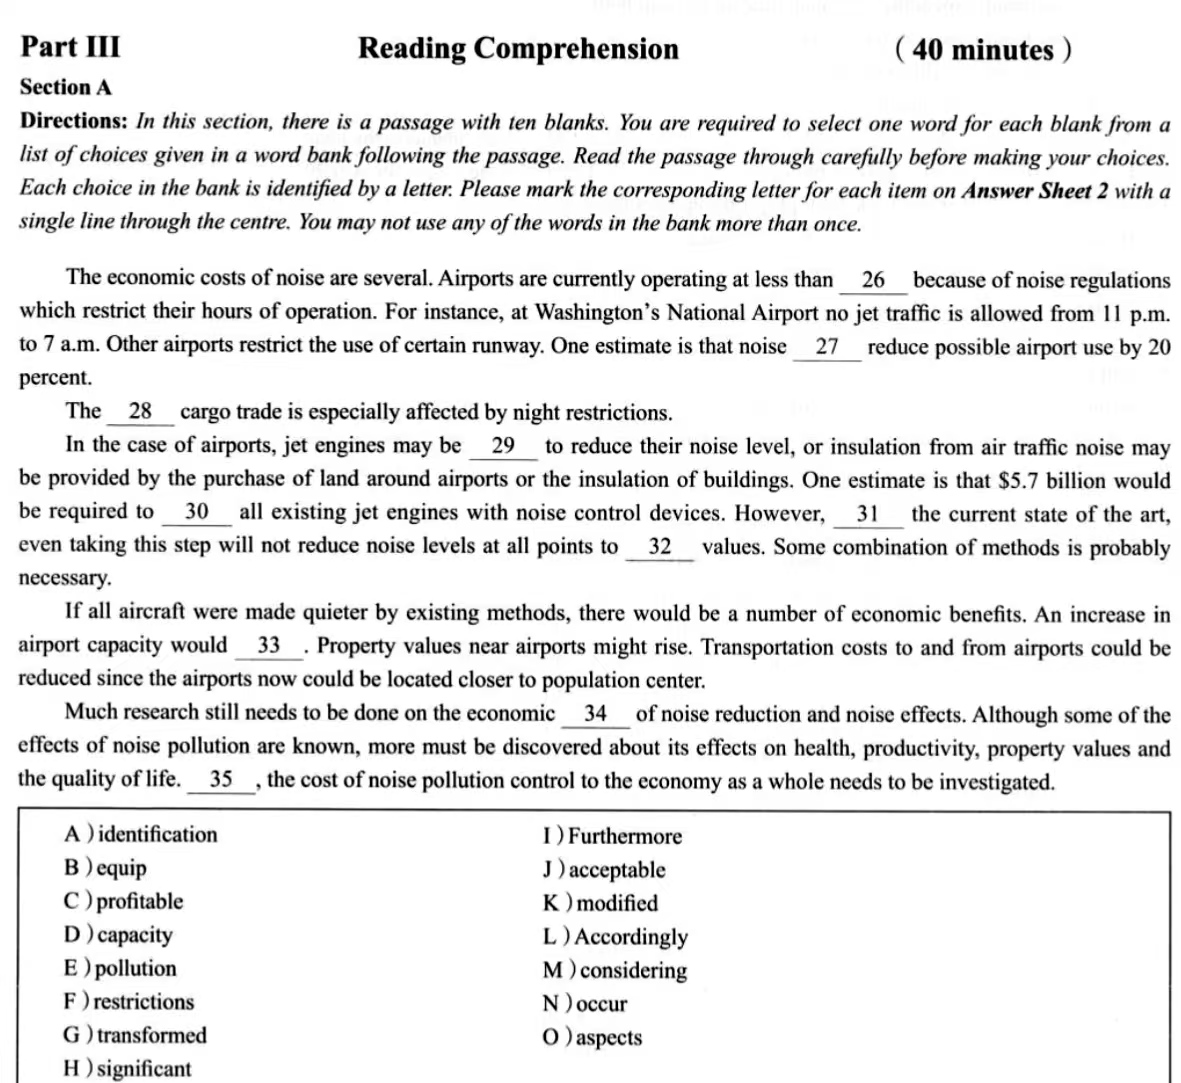 Part III Reading Comprehension ( 40 minutes )
Section A
Directions: In this section, there is a passage with ten blanks. You are required to select one word for each blank from a
list of choices given in a word bank following the passage. Read the passage through carefully before making your choices.
Each choice in the bank is identified by a letter. Please mark the corresponding letter for each item on Answer Sheet 2 with a
single line through the centre. You may not use any of the words in the bank more than once.
The economic costs of noise are several. Airports are currently operating at less than 26 because of noise regulations
which restrict their hours of operation. For instance, at Washington's National Airport no jet traffic is allowed from 11 p.m.
to 7 a.m. Other airports restrict the use of certain runway. One estimate is that noise 27 reduce possible airport use by 20
percent.
The 28 cargo trade is especially affected by night restrictions.
In the case of airports, jet engines may be 29 to reduce their noise level, or insulation from air traffic noise may
be provided by the purchase of land around airports or the insulation of buildings. One estimate is that $5.7 billion would
be required to 30 all existing jet engines with noise control devices. However, 31 the current state of the art,
even taking this step will not reduce noise levels at all points to 32 values. Some combination of methods is probably
necessary.
If all aircraft were made quieter by existing methods, there would be a number of economic benefits. An increase in
airport capacity would 33 . Property values near airports might rise. Transportation costs to and from airports could be
reduced since the airports now could be located closer to population center.
Much research still needs to be done on the economic 34 of noise reduction and noise effects. Although some of the
effects of noise pollution are known, more must be discovered about its effects on health, productivity, property values and
the quality of life. 35 , the cost of noise pollution control to the economy as a whole needs to be investigated.
A ) identification
B ) equip
C ) profitable
D ) capacity
E ) pollution
F ) restrictions
G ) transformed
H ) significant
I ) Furthermore
J ) acceptable
K ) modified
L ) Accordingly
M ) considering
N ) occur
O ) aspects